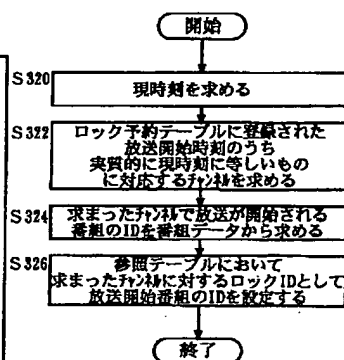 開始
S320
現時刻を求める
S322
ロック予約テーブルに登録された
放送開始時刻のうち
実質的に現時刻に等しいもの
に対応するチャンネルを求める
S324
求まったチャンネルで放送が開始される
番組のIDを番組データから求める
S326
参照テーブルにおいて
求まったチャンネルに対するロックIDとして
放送開始番組のIDを設定する
終了